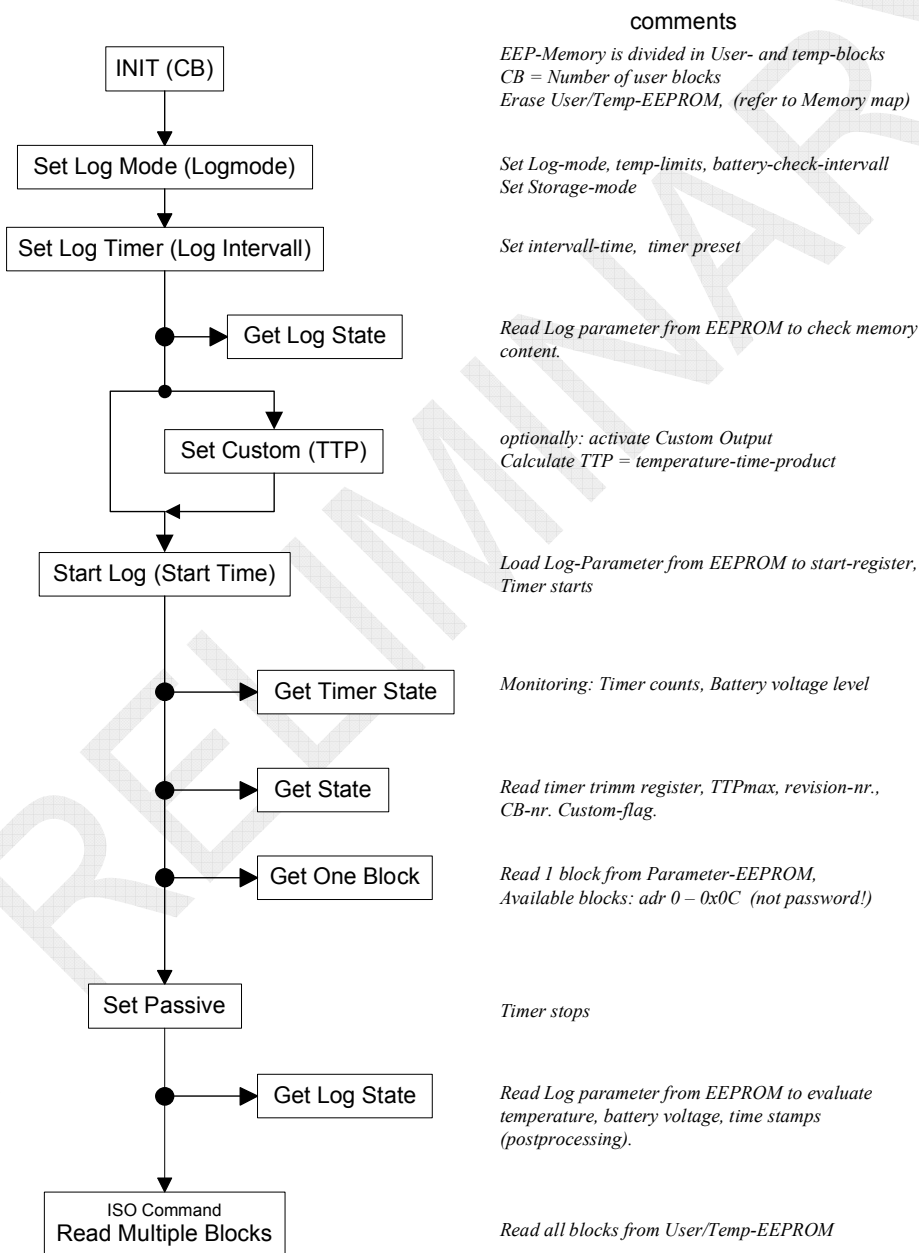 comments
INIT (CB)
EEP-Memory is divided in User- and temp-blocks
CB = Number of user blocks
Erase User/Temp-EEPROM, (refer to Memory map)
Set Log Mode (Logmode)
Set Log-mode, temp-limits, battery-check-intervall
Set Storage-mode
Set Log Timer (Log Intervall)
Set intervall-time, timer preset
Get Log State
Read Log parameter from EEPROM to check memory
content.
Set Custom (TTP)
optionally: activate Custom Output
Calculate TTP = temperature-time-product
Start Log (Start Time)
Load Log-Parameter from EEPROM to start-register,
Timer starts
Get Timer State
Monitoring: Timer counts, Battery voltage level
Get State
Read timer trimm register, TTPmax, revision-nr.,
CB-nr. Custom-flag.
Get One Block
Read 1 block from Parameter-EEPROM,
Available blocks: adr 0 – 0x0C (not password!)
Set Passive
Timer stops
Get Log State
Read Log parameter from EEPROM to evaluate
temperature, battery voltage, time stamps
(postprocessing).
ISO Command
Read Multiple Blocks
Read all blocks from User/Temp-EEPROM
RELIMINAR